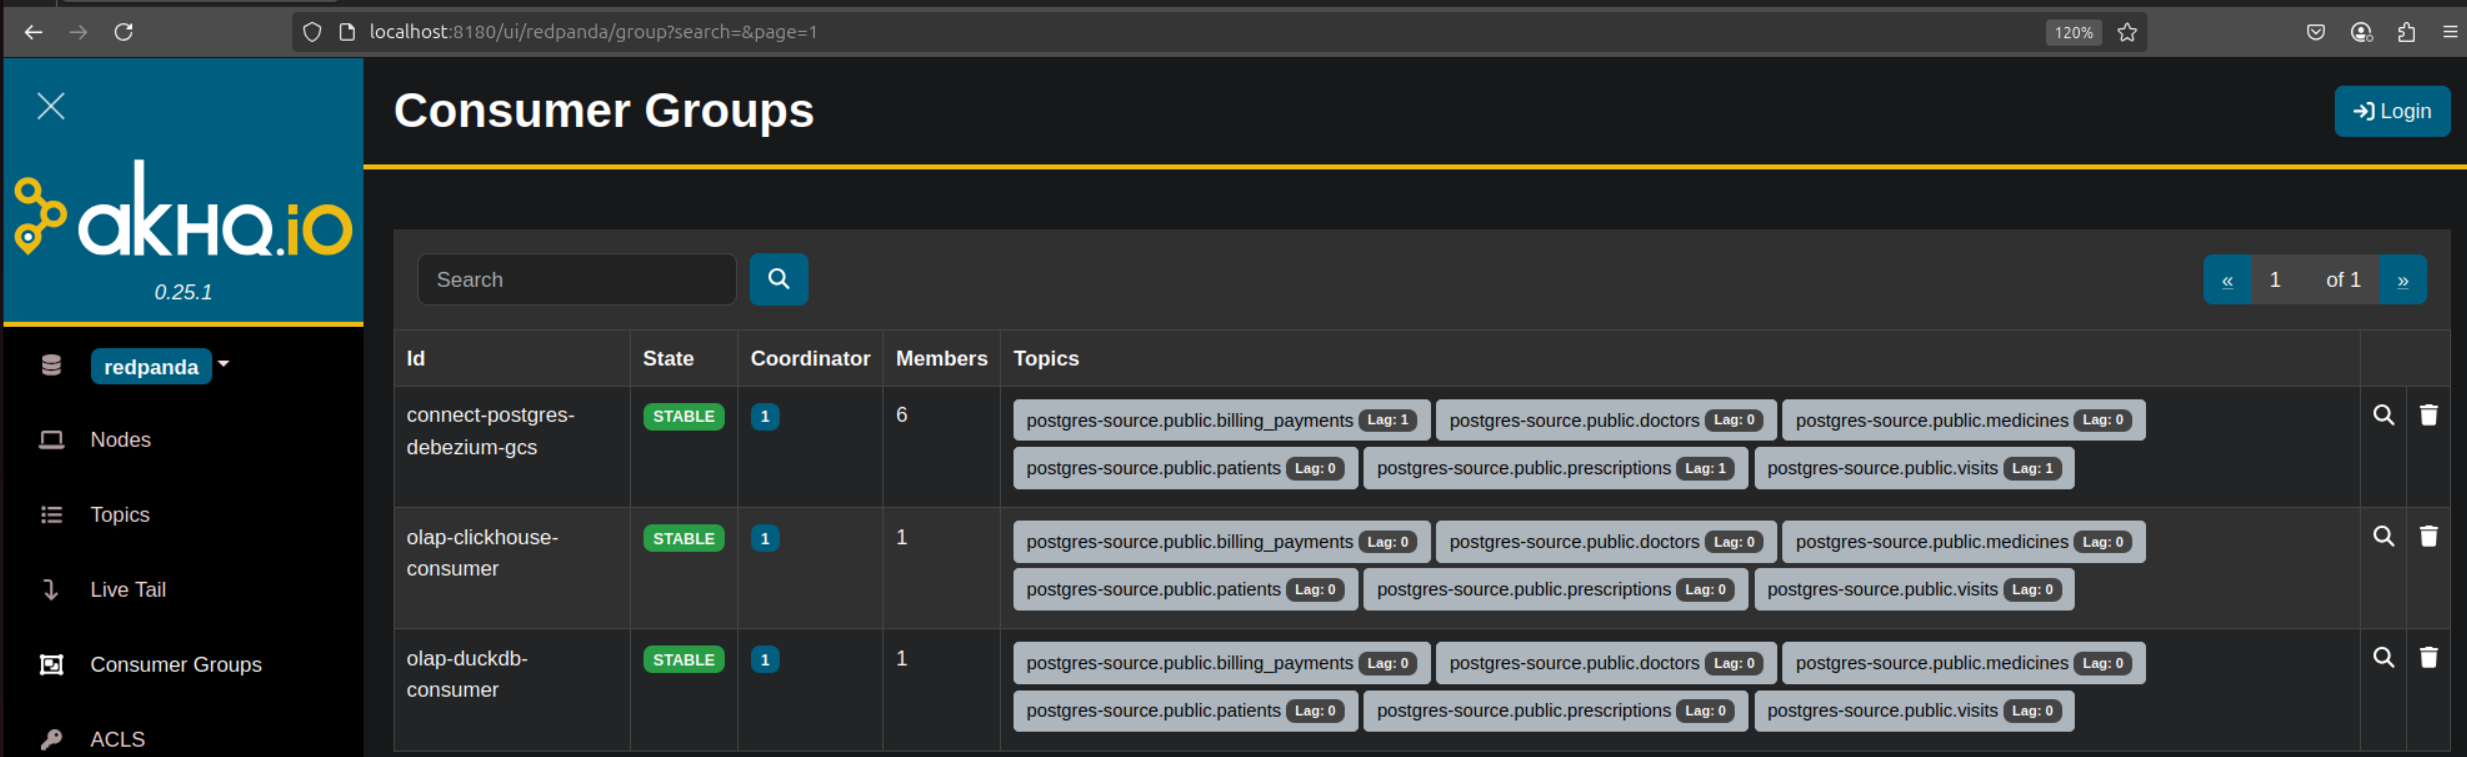 localhost:8180/ui/redpanda/group?search=&page=1
120%
Consumer Groups
Login
akHQ.io
0.25.1
Search
« 1 of 1 »
redpanda
Nodes
Topics
Live Tail
Consumer Groups
ACLS
Id State Coordinator Members Topics
connect-postgres-
debezium-gcs
STABLE 1 6
postgres-source.public.billing_payments Lag: 1 postgres-source.public.doctors Lag: 0 postgres-source.public.medicines Lag: 0
postgres-source.public.patients Lag: 0 postgres-source.public.prescriptions Lag: 1 postgres-source.public.visits Lag: 1
olap-clickhouse-
consumer
STABLE 1 1
postgres-source.public.billing_payments Lag: 0 postgres-source.public.doctors Lag: 0 postgres-source.public.medicines Lag: 0
postgres-source.public.patients Lag: 0 postgres-source.public.prescriptions Lag: 0 postgres-source.public.visits Lag: 0
olap-duckdb-
consumer
STABLE 1 1
postgres-source.public.billing_payments Lag: 0 postgres-source.public.doctors Lag: 0 postgres-source.public.medicines Lag: 0
postgres-source.public.patients Lag: 0 postgres-source.public.prescriptions Lag: 0 postgres-source.public.visits Lag: 0